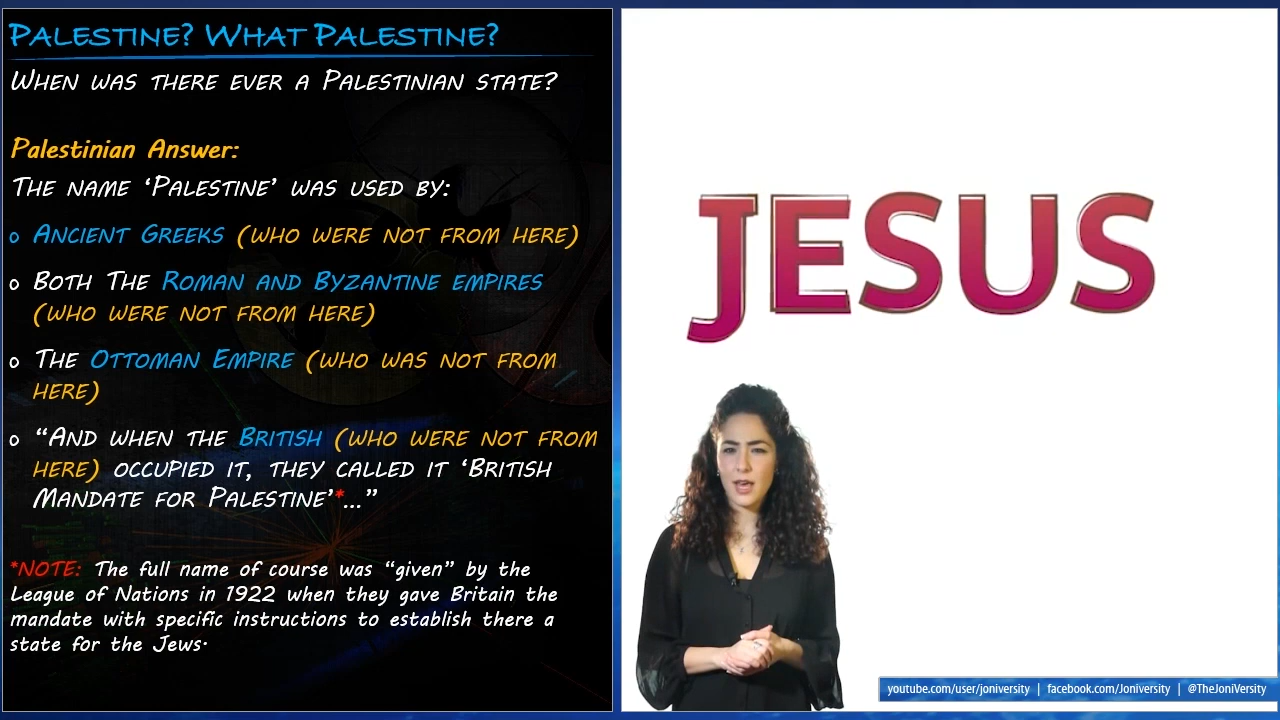 Palestine? What Palestine?
When was there ever a Palestinian state?
Palestinian Answer:
The name ‘Palestine’ was used by:
o Ancient Greeks (who were not from here)
o Both The Roman and Byzantine empires
(who were not from here)
o The Ottoman Empire (who was not from
here)
o “And when the British (who were not from
here) occupied it, they called it ‘British
Mandate for Palestine’*...”
*NOTE: The full name of course was “given” by the
League of Nations in 1922 when they gave Britain the
mandate with specific instructions to establish there a
state for the Jews.
JESUS
youtube.com/user/joniversity | facebook.com/Joniversity | @TheJoniVersity